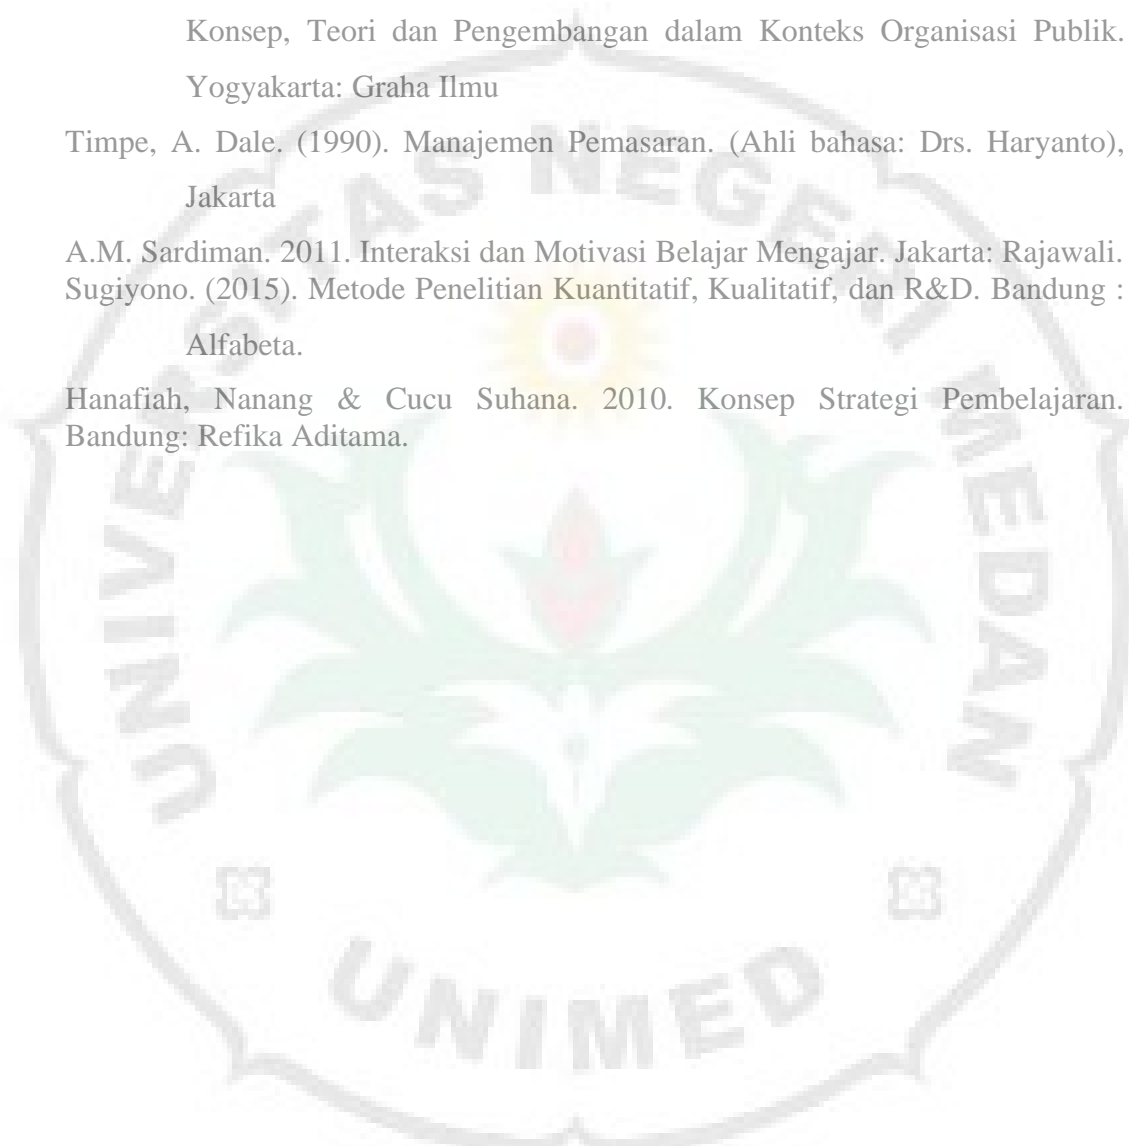 Konsep, Teori dan Pengembangan dalam Konteks Organisasi Publik.
Yogyakarta: Graha Ilmu
Timpe, A. Dale. (1990). Manajemen Pemasaran. (Ahli bahasa: Drs. Haryanto),
Jakarta
A.M. Sardiman. 2011. Interaksi dan Motivasi Belajar Mengajar. Jakarta: Rajawali.
Sugiyono. (2015). Metode Penelitian Kuantitatif, Kualitatif, dan R&D. Bandung :
Alfabeta.
Hanafiah, Nanang & Cucu Suhana. 2010. Konsep Strategi Pembelajaran.
Bandung: Refika Aditama.
UNIVERSITAS NEGERI MEDAN
UNIMED